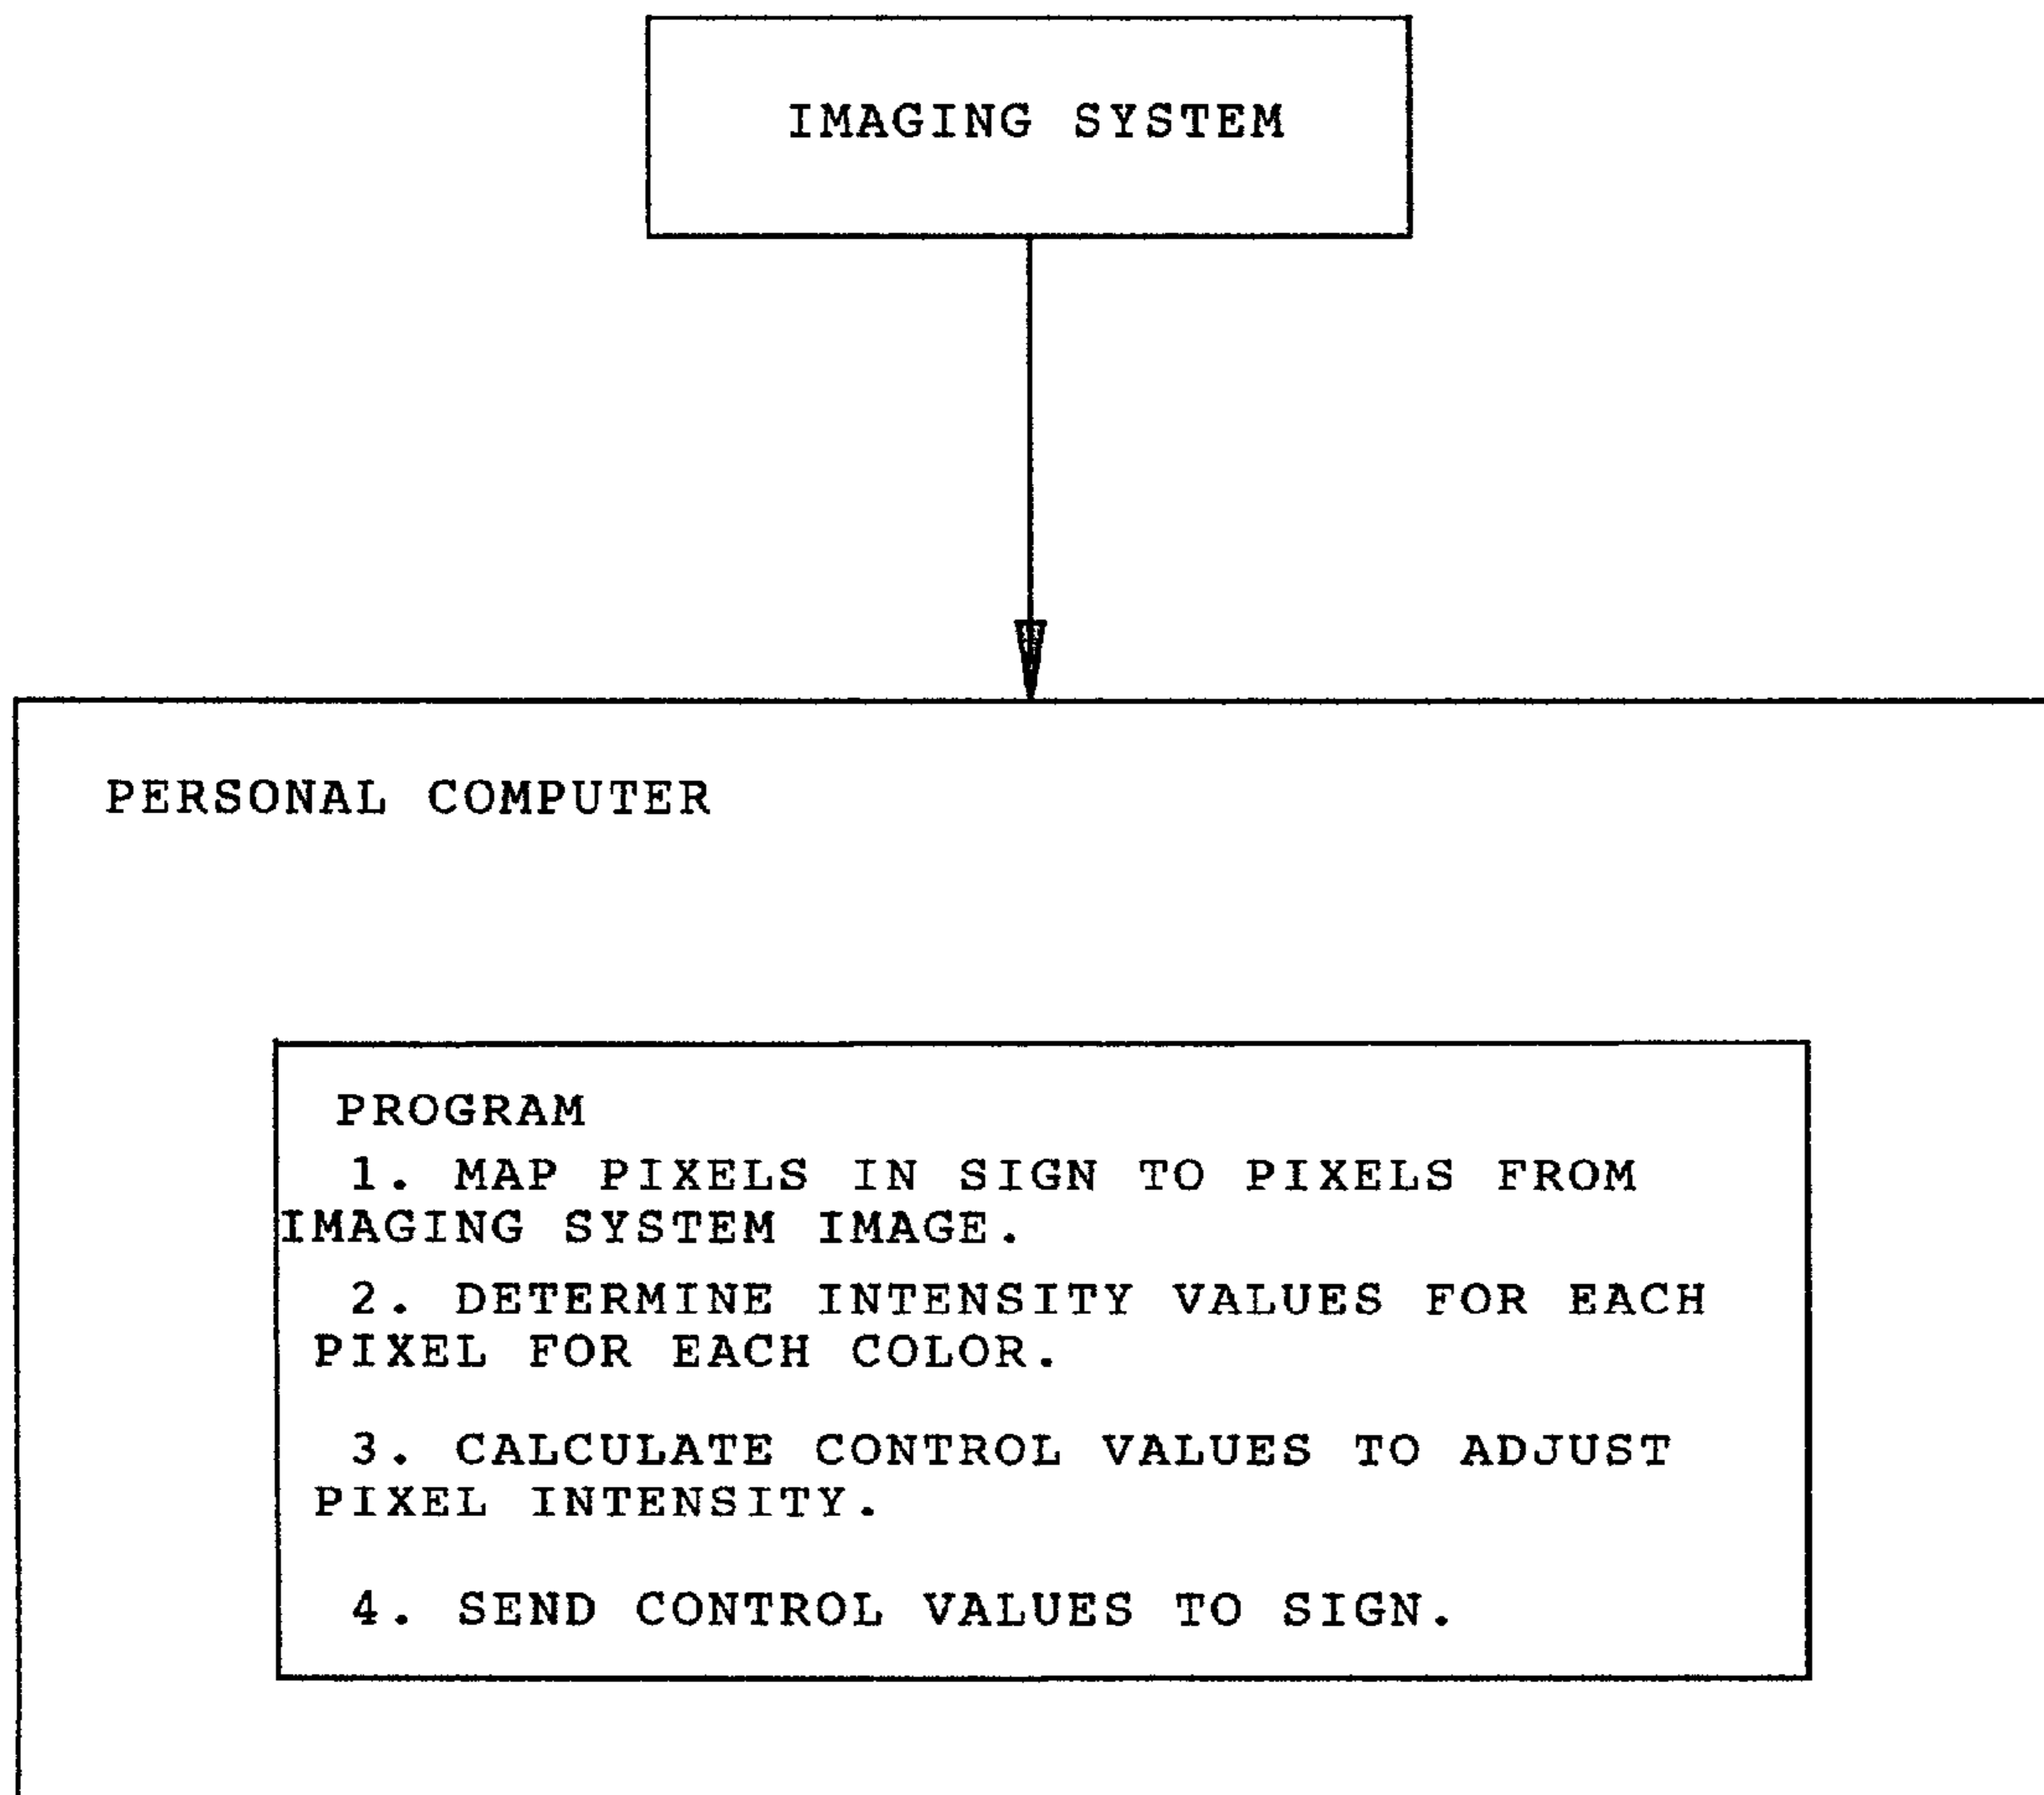 IMAGING SYSTEM
PERSONAL COMPUTER
PROGRAM
1. MAP PIXELS IN SIGN TO PIXELS FROM
IMAGING SYSTEM IMAGE.
2. DETERMINE INTENSITY VALUES FOR EACH
PIXEL FOR EACH COLOR.
3. CALCULATE CONTROL VALUES TO ADJUST
PIXEL INTENSITY.
4. SEND CONTROL VALUES TO SIGN.